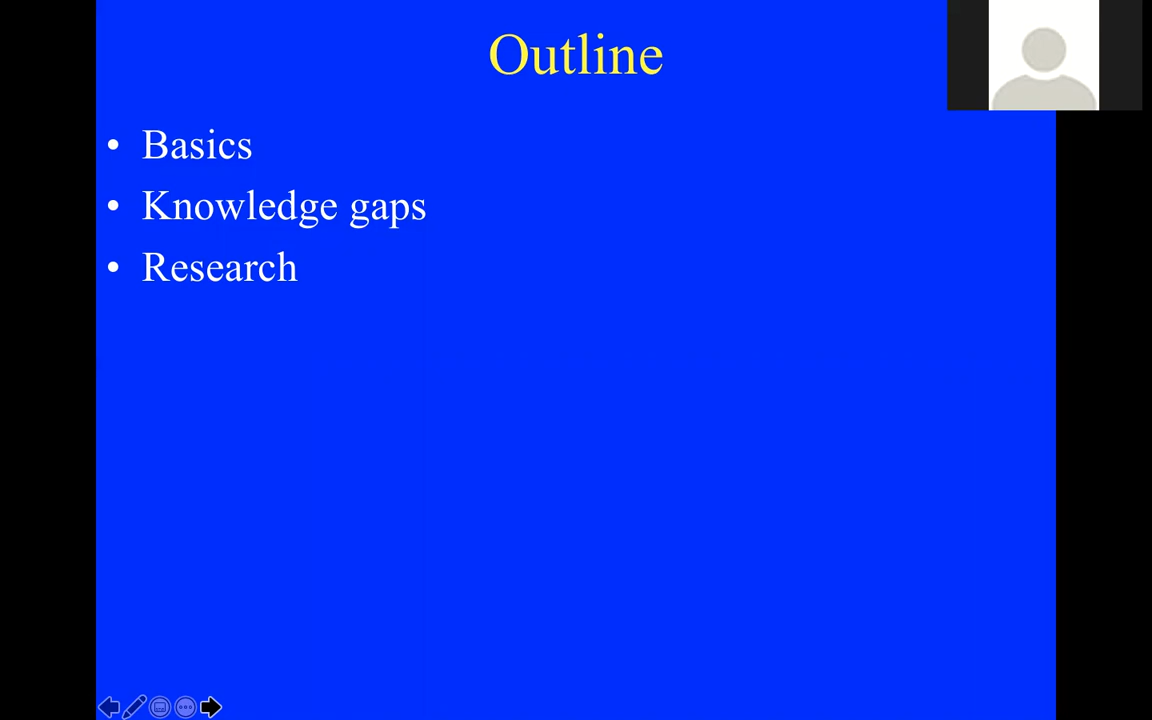 Outline
• Basics
• Knowledge gaps
• Research